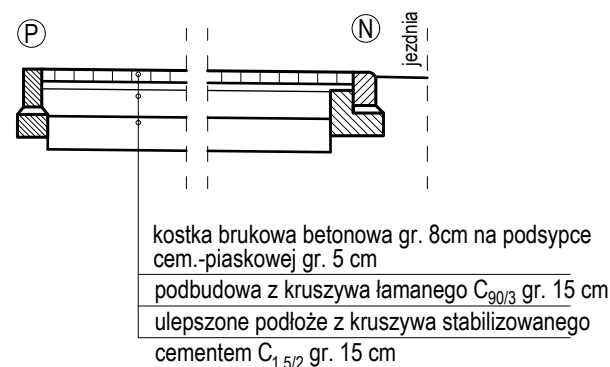 P
N
jezdnia
kostka brukowa betonowa gr. 8cm na podsypce
cem.-piaskowej gr. 5 cm
podbudowa z kruszywa łamanego C90/3 gr. 15 cm
ulepszone podłoże z kruszywa stabilizowanego
cementem C1,5/2 gr. 15 cm